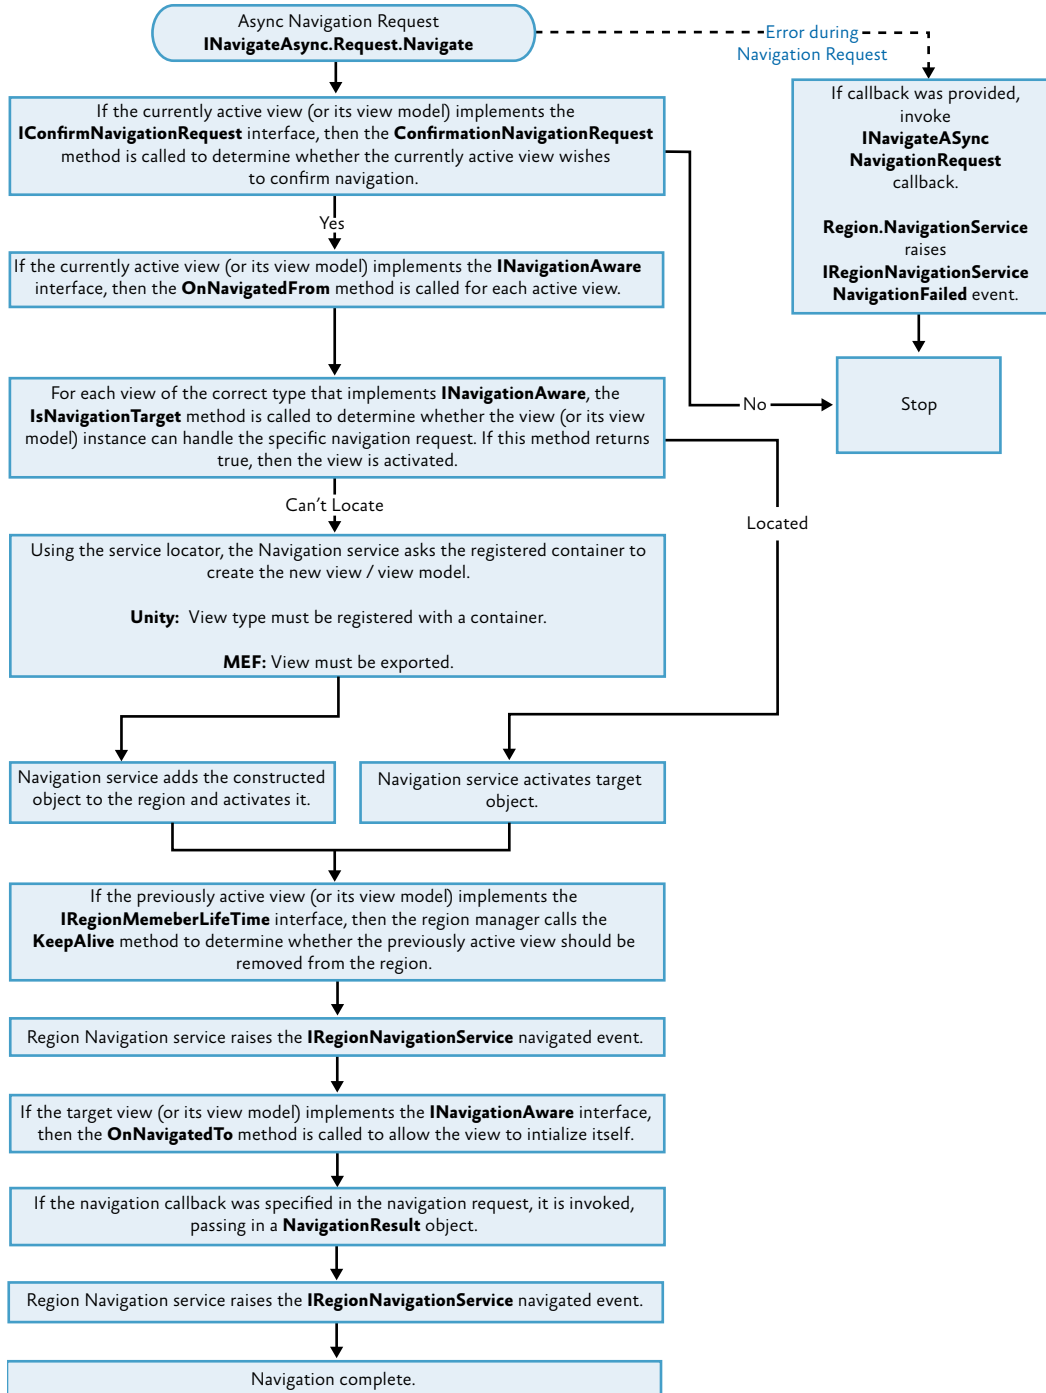 Async Navigation Request
INavigateAsync.Request.Navigate
Error during
Navigation Request
If the currently active view (or its view model) implements the
IConfirmNavigationRequest interface, then the ConfirmationNavigationRequest
method is called to determine whether the currently active view wishes
to confirm navigation.
If callback was provided,
invoke
INavigateASync
NavigationRequest
callback.
Region.NavigationService
raises
IRegionNavigationService
NavigationFailed event.
Yes
If the currently active view (or its view model) implements the INavigationAware
interface, then the OnNavigatedFrom method is called for each active view.
For each view of the correct type that implements INavigationAware, the
IsNavigationTarget method is called to determine whether the view (or its view
model) instance can handle the specific navigation request. If this method returns
true, then the view is activated.
No
Stop
Can't Locate
Located
Using the service locator, the Navigation service asks the registered container to
create the new view / view model.
Unity: View type must be registered with a container.
MEF: View must be exported.
Navigation service adds the constructed
object to the region and activates it.
Navigation service activates target
object.
If the previously active view (or its view model) implements the
IRegionMemeberLifeTime interface, then the region manager calls the
KeepAlive method to determine whether the previously active view should be
removed from the region.
Region Navigation service raises the IRegionNavigationService navigated event.
If the target view (or its view model) implements the INavigationAware interface,
then the OnNavigatedTo method is called to allow the view to intialize itself.
If the navigation callback was specified in the navigation request, it is invoked,
passing in a NavigationResult object.
Region Navigation service raises the IRegionNavigationService navigated event.
Navigation complete.